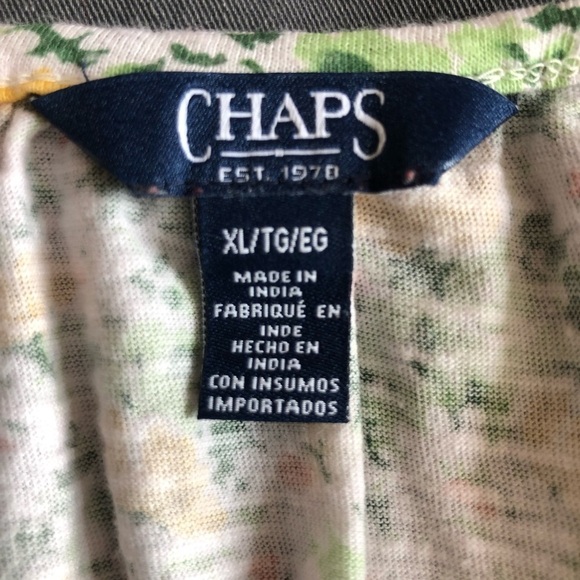 CHAPS
EST. 1978
XL/TG/EG
MADE IN
INDIA
FABRIQUÉ EN
INDE
HECHO EN
INDIA
CON INSUMOS
IMPORTADOS